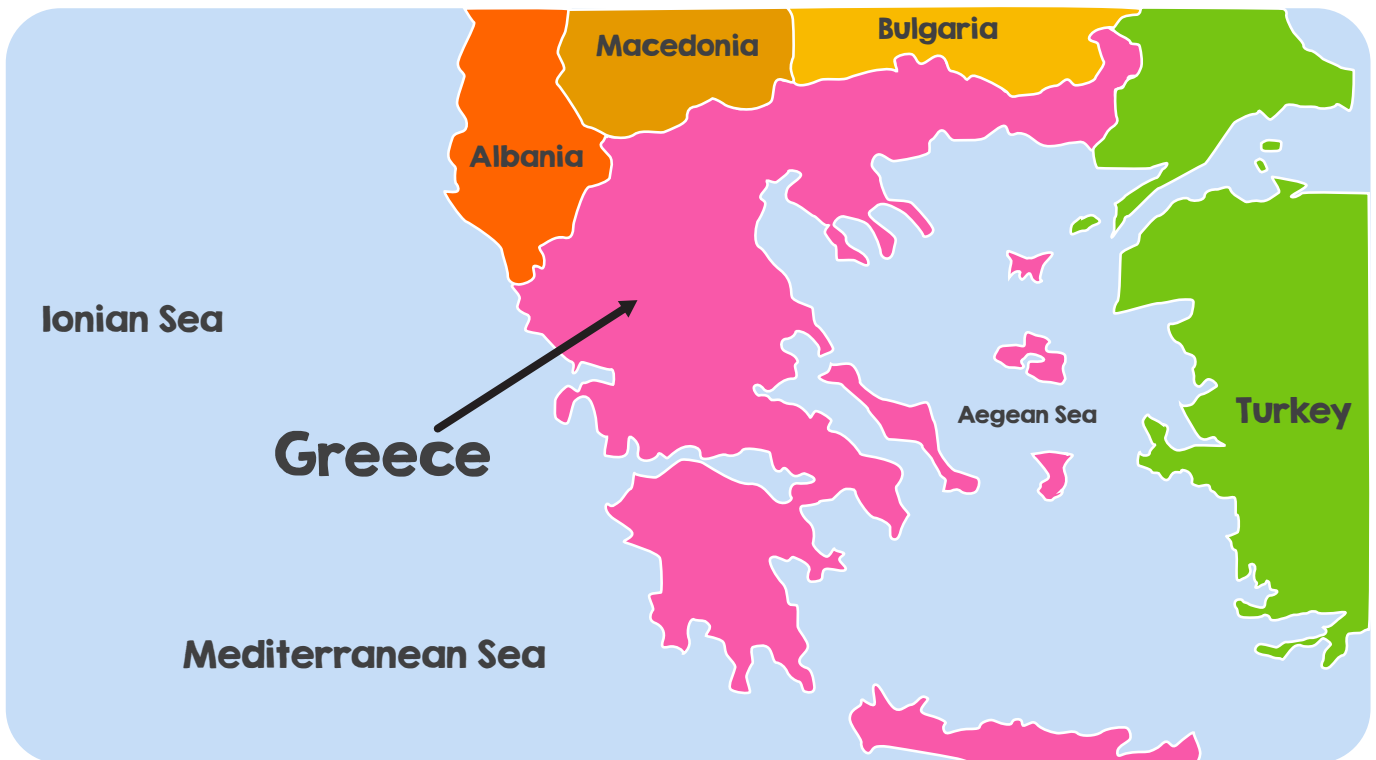 Bulgaria
Macedonia
Albania
Ionian Sea
Turkey
Aegean Sea
Greece
Mediterranean Sea